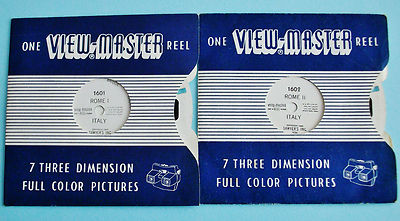 ONE VIEW-MASTER REEL
1601
ROME I
ITALY
SAWYER'S INC.
7 THREE DIMENSION
FULL COLOR PICTURES
ONE VIEW-MASTER REEL
1602
ROME II
ITALY
SAWYER'S INC.
7 THREE DIMENSION
FULL COLOR PICTURES